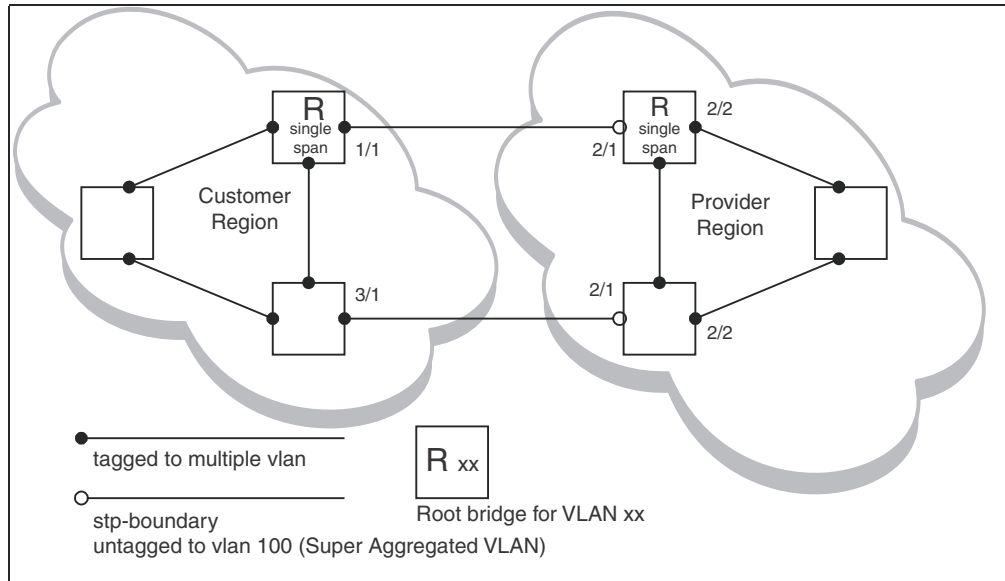 R
single
span
1/1
R
single
span
2/2
2/1
Customer
Region
Provider
Region
3/1
2/1
2/2
tagged to multiple vlan
R xx
stp-boundary
untagged to vlan 100 (Super Aggregated VLAN)
Root bridge for VLAN xx